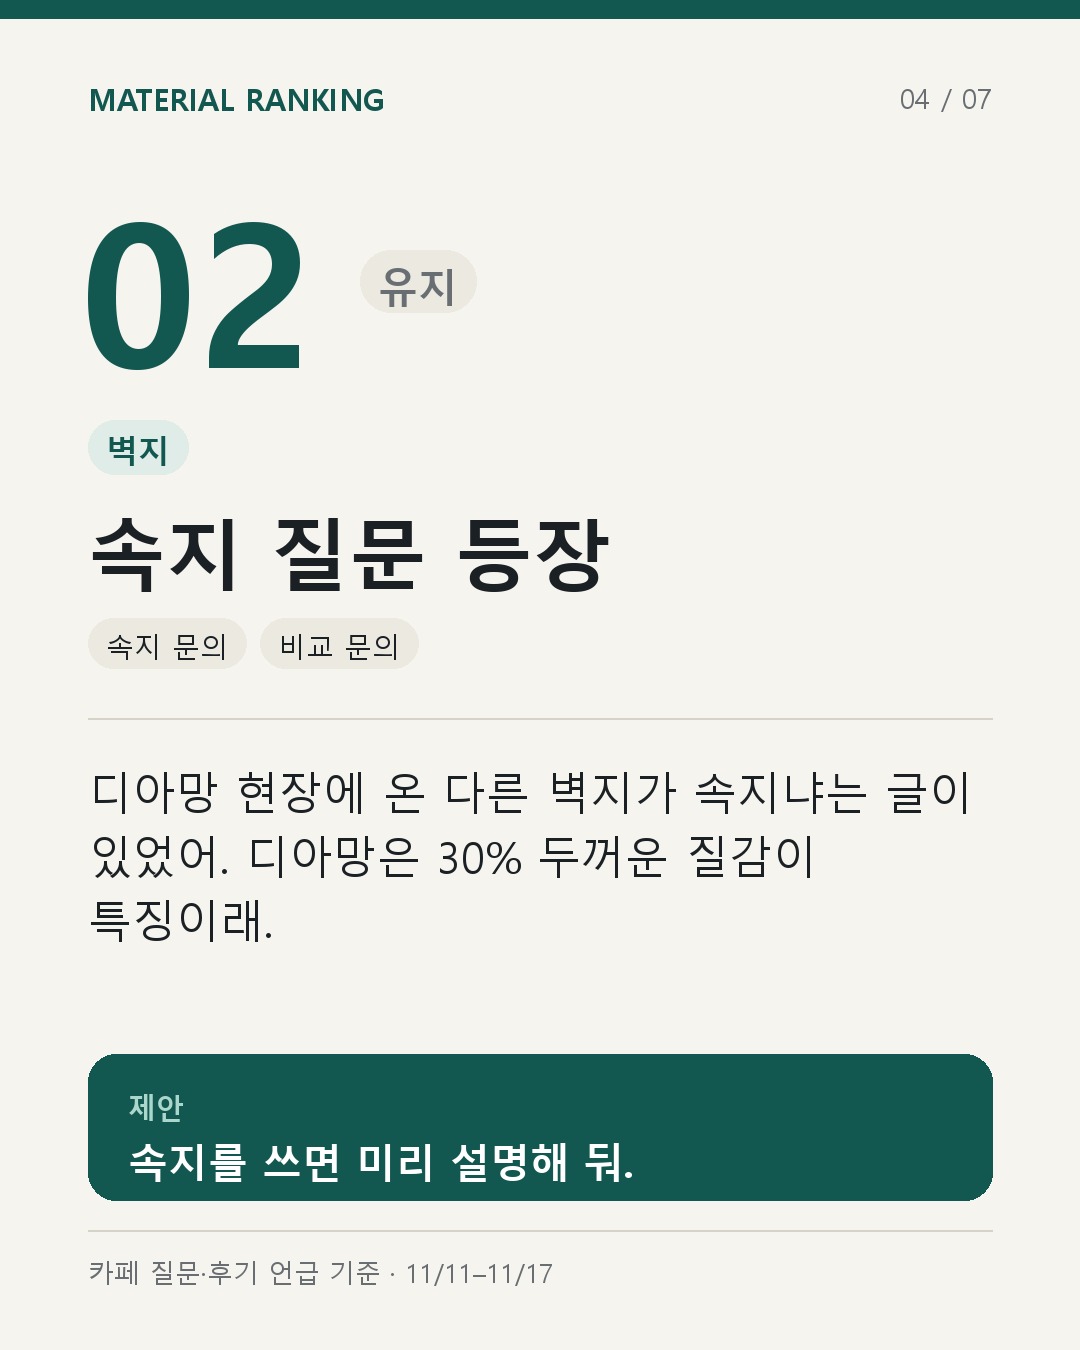 MATERIAL RANKING
04 / 07
02
유지
벽지
속지 질문 등장
속지 문의
비교 문의
디아망 현장에 온 다른 벽지가 속지냐는 글이
있었어. 디아망은 30% 두꺼운 질감이
특징이래.
제안
속지를 쓰면 미리 설명해 둬.
카페 질문·후기 언급 기준 · 11/11–11/17